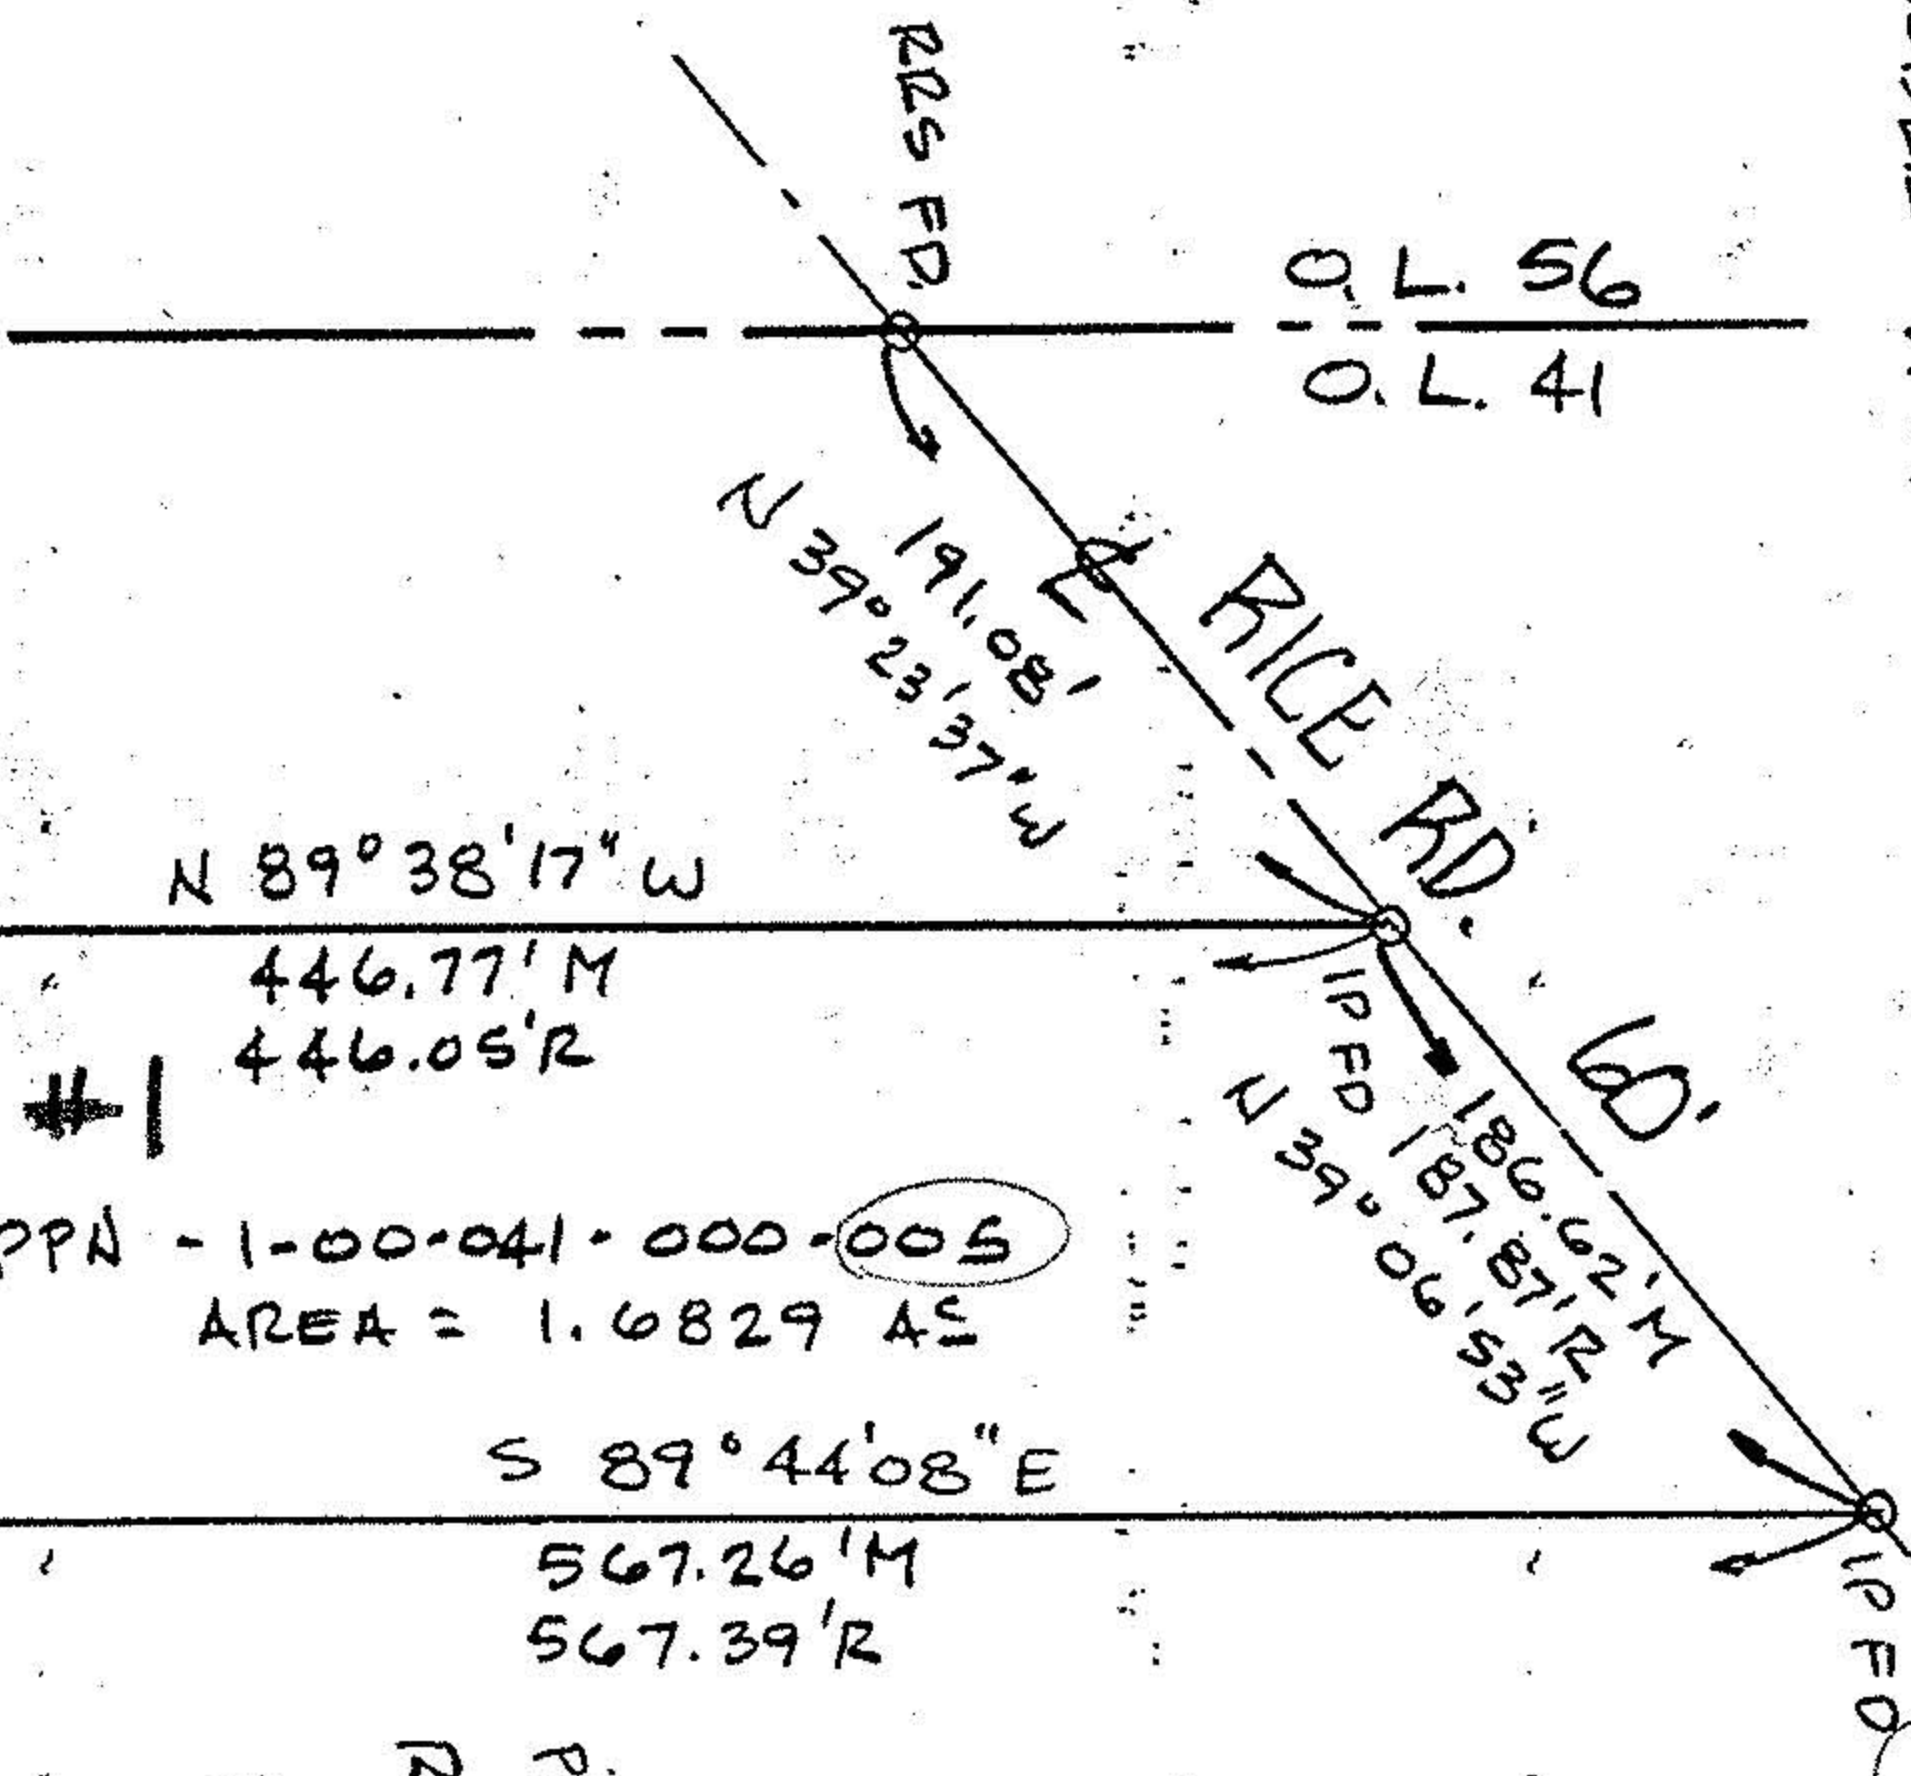 RRS FD.
O.L. 56
O.L. 41
191.08'
N 39° 23' 37" W
℄ RICE RD. 60'
N 89° 38' 17" W
446.77' M
446.05' R
IP FD
#1
186.62' M
187.87' R
N 39° 06' 53" W
PPN - 1-00-041-000-005
AREA = 1.6829 AC
S 89° 44' 08" E
567.26' M
567.39' R
IP FD